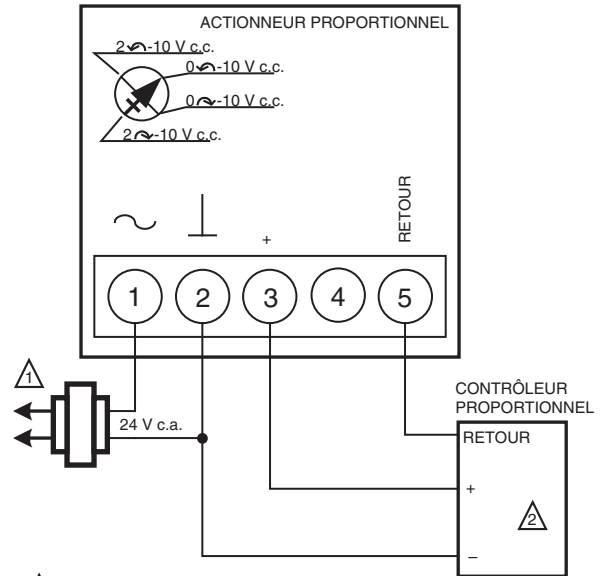 ACTIONNEUR PROPORTIONNEL
2 -10 V c.c.
0 -10 V c.c.
0 -10 V c.c.
2 -10 V c.c.
RETOUR
+
1 2 3 4 5
1
24 V c.a.
CONTRÔLEUR
PROPORTIONNEL
RETOUR
+
2
–